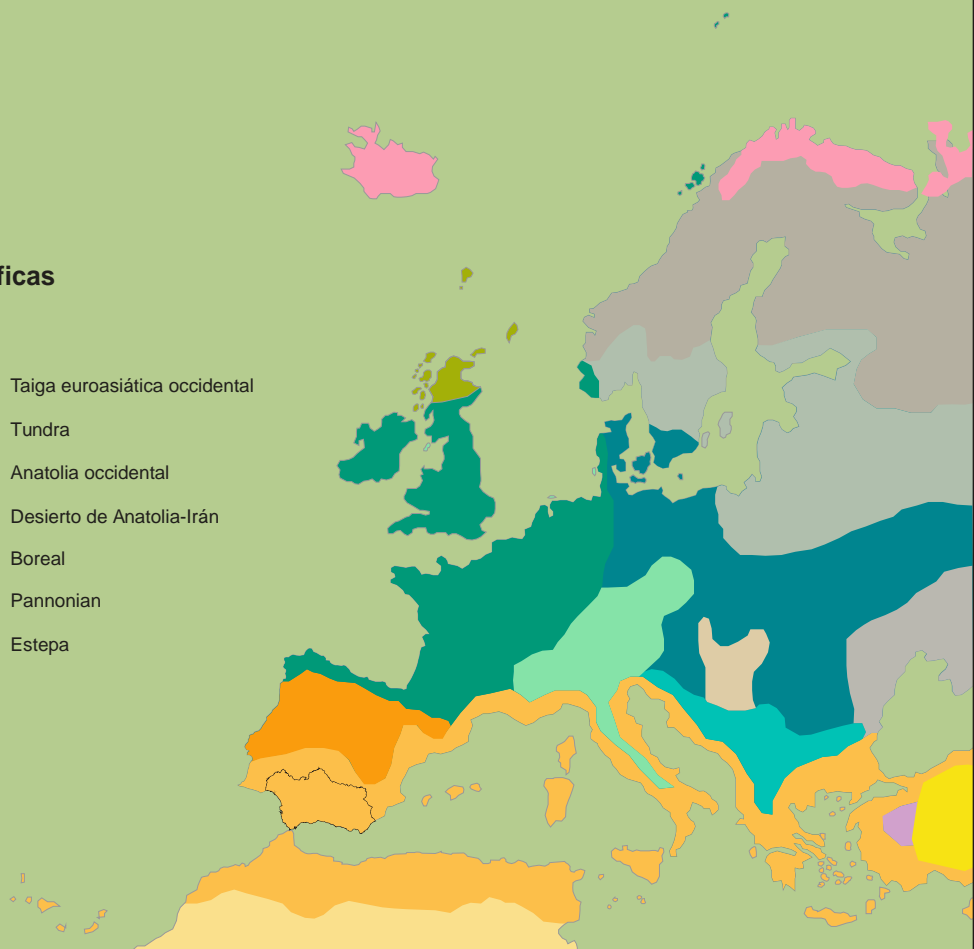 ficas
Taiga euroasiática occidental
Tundra
Anatolia occidental
Desierto de Anatolia-Irán
Boreal
Pannonian
Estepa